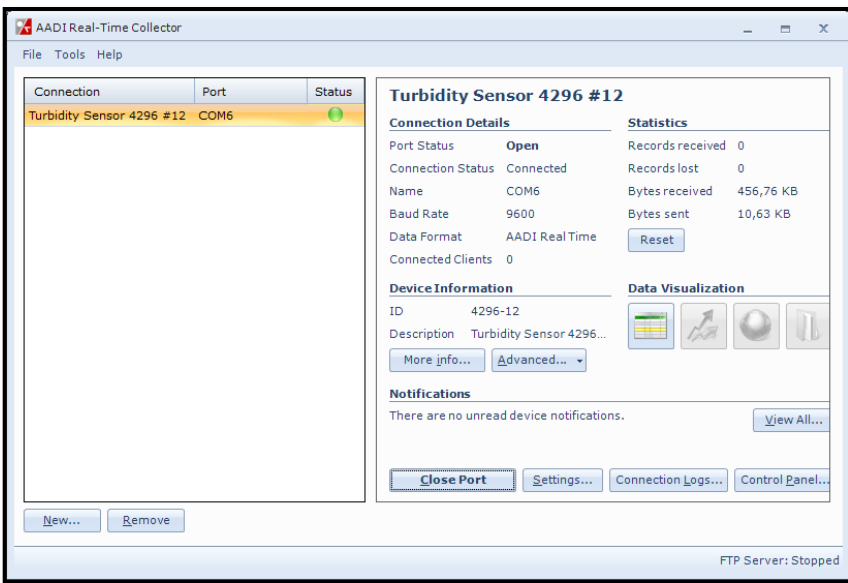 AADI Real-Time Collector
File Tools Help
Connection Port Status
Turbidity Sensor 4296 #12 COM6
New... Remove
Turbidity Sensor 4296 #12
Connection Details
Port Status Open
Connection Status Connected
Name COM6
Baud Rate 9600
Data Format AADI Real Time
Connected Clients 0
Statistics
Records received 0
Records lost 0
Bytes received 456,76 KB
Bytes sent 10,63 KB
Reset
Device Information
ID 4296-12
Description Turbidity Sensor 4296...
More info... Advanced...
Data Visualization
Notifications
There are no unread device notifications.
View All...
Close Port Settings... Connection Logs... Control Panel...
FTP Server: Stopped